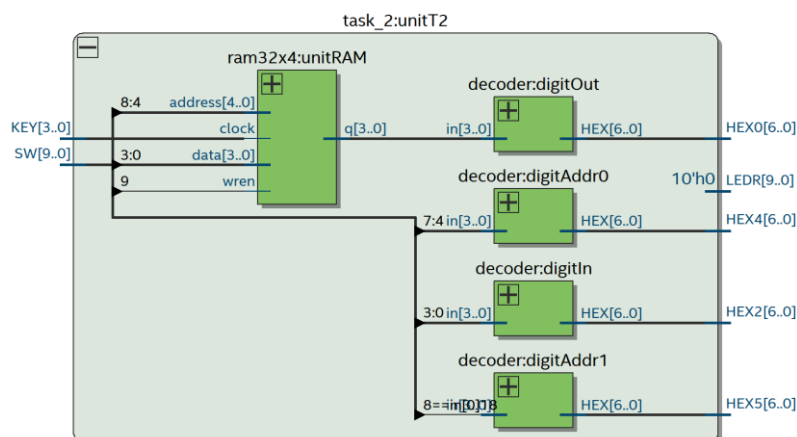 task_2:unitT2
ram32x4:unitRAM
decoder:digitOut
8:4 address[4..0]
KEY[3..0] clock q[3..0] in[3..0] HEX[6..0] HEX0[6..0]
SW[9..0] 3:0 data[3..0]
9 wren
decoder:digitAddr0
10'h0 LEDR[9..0]
7:4 in[3..0] HEX[6..0] HEX4[6..0]
decoder:digitIn
3:0 in[3..0] HEX[6..0] HEX2[6..0]
decoder:digitAddr1
HEX[6..0] HEX5[6..0]